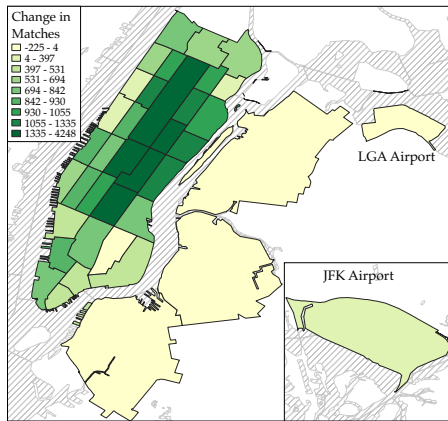 Change in
Matches
-225 - 4
4 - 397
397 - 531
531 - 694
694 - 842
842 - 930
930 - 1055
1055 - 1335
1335 - 4248
LGA Airport
JFK Airport